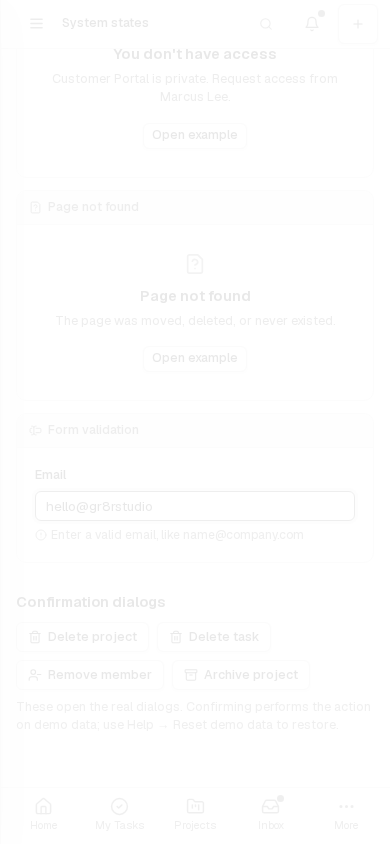 System states
You don't have access
Customer Portal is private. Request access from
Marcus Lee.
Open example
Page not found
Page not found
The page was moved, deleted, or never existed.
Open example
Form validation
Email
hello@gr8rstudio
Enter a valid email, like name@company.com
Confirmation dialogs
Delete project
Delete task
Remove member
Archive project
These open the real dialogs. Confirming performs the action
on demo data; use Help → Reset demo data to restore.
Home
My Tasks
Projects
Inbox
More